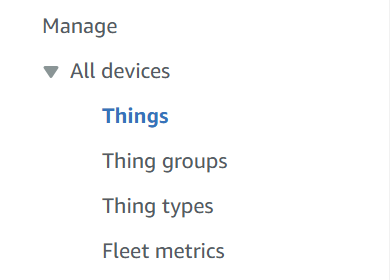 Manage
All devices
Things
Thing groups
Thing types
Fleet metrics